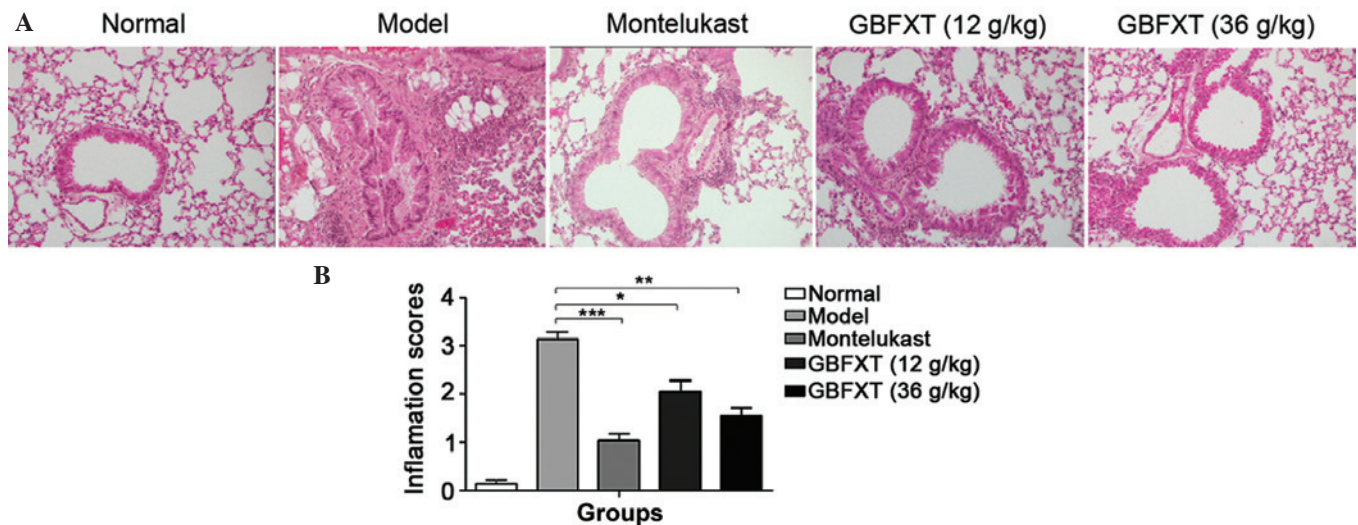 A
Normal
Model
Montelukast
GBFXT (12 g/kg)
GBFXT (36 g/kg)
B
Inflamation scores
4
3
2
1
0
**
*
***
Groups
Normal
Model
Montelukast
GBFXT (12 g/kg)
GBFXT (36 g/kg)